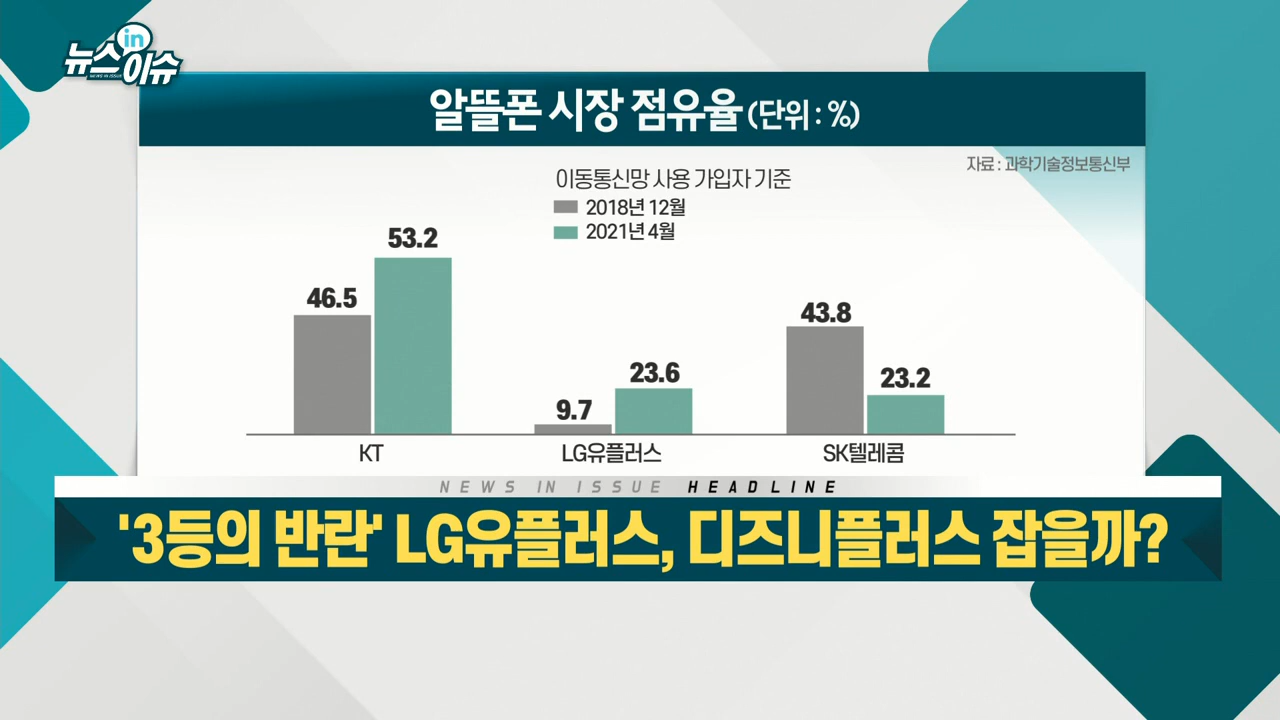 뉴스in이슈
NEWS IN ISSUE
알뜰폰 시장 점유율 (단위 : %)
자료 : 과학기술정보통신부
이동통신망 사용 가입자 기준
2018년 12월
2021년 4월
46.5
53.2
9.7
23.6
43.8
23.2
KT
LG유플러스
SK텔레콤
NEWS IN ISSUE HEADLINE
'3등의 반란' LG유플러스, 디즈니플러스 잡을까?